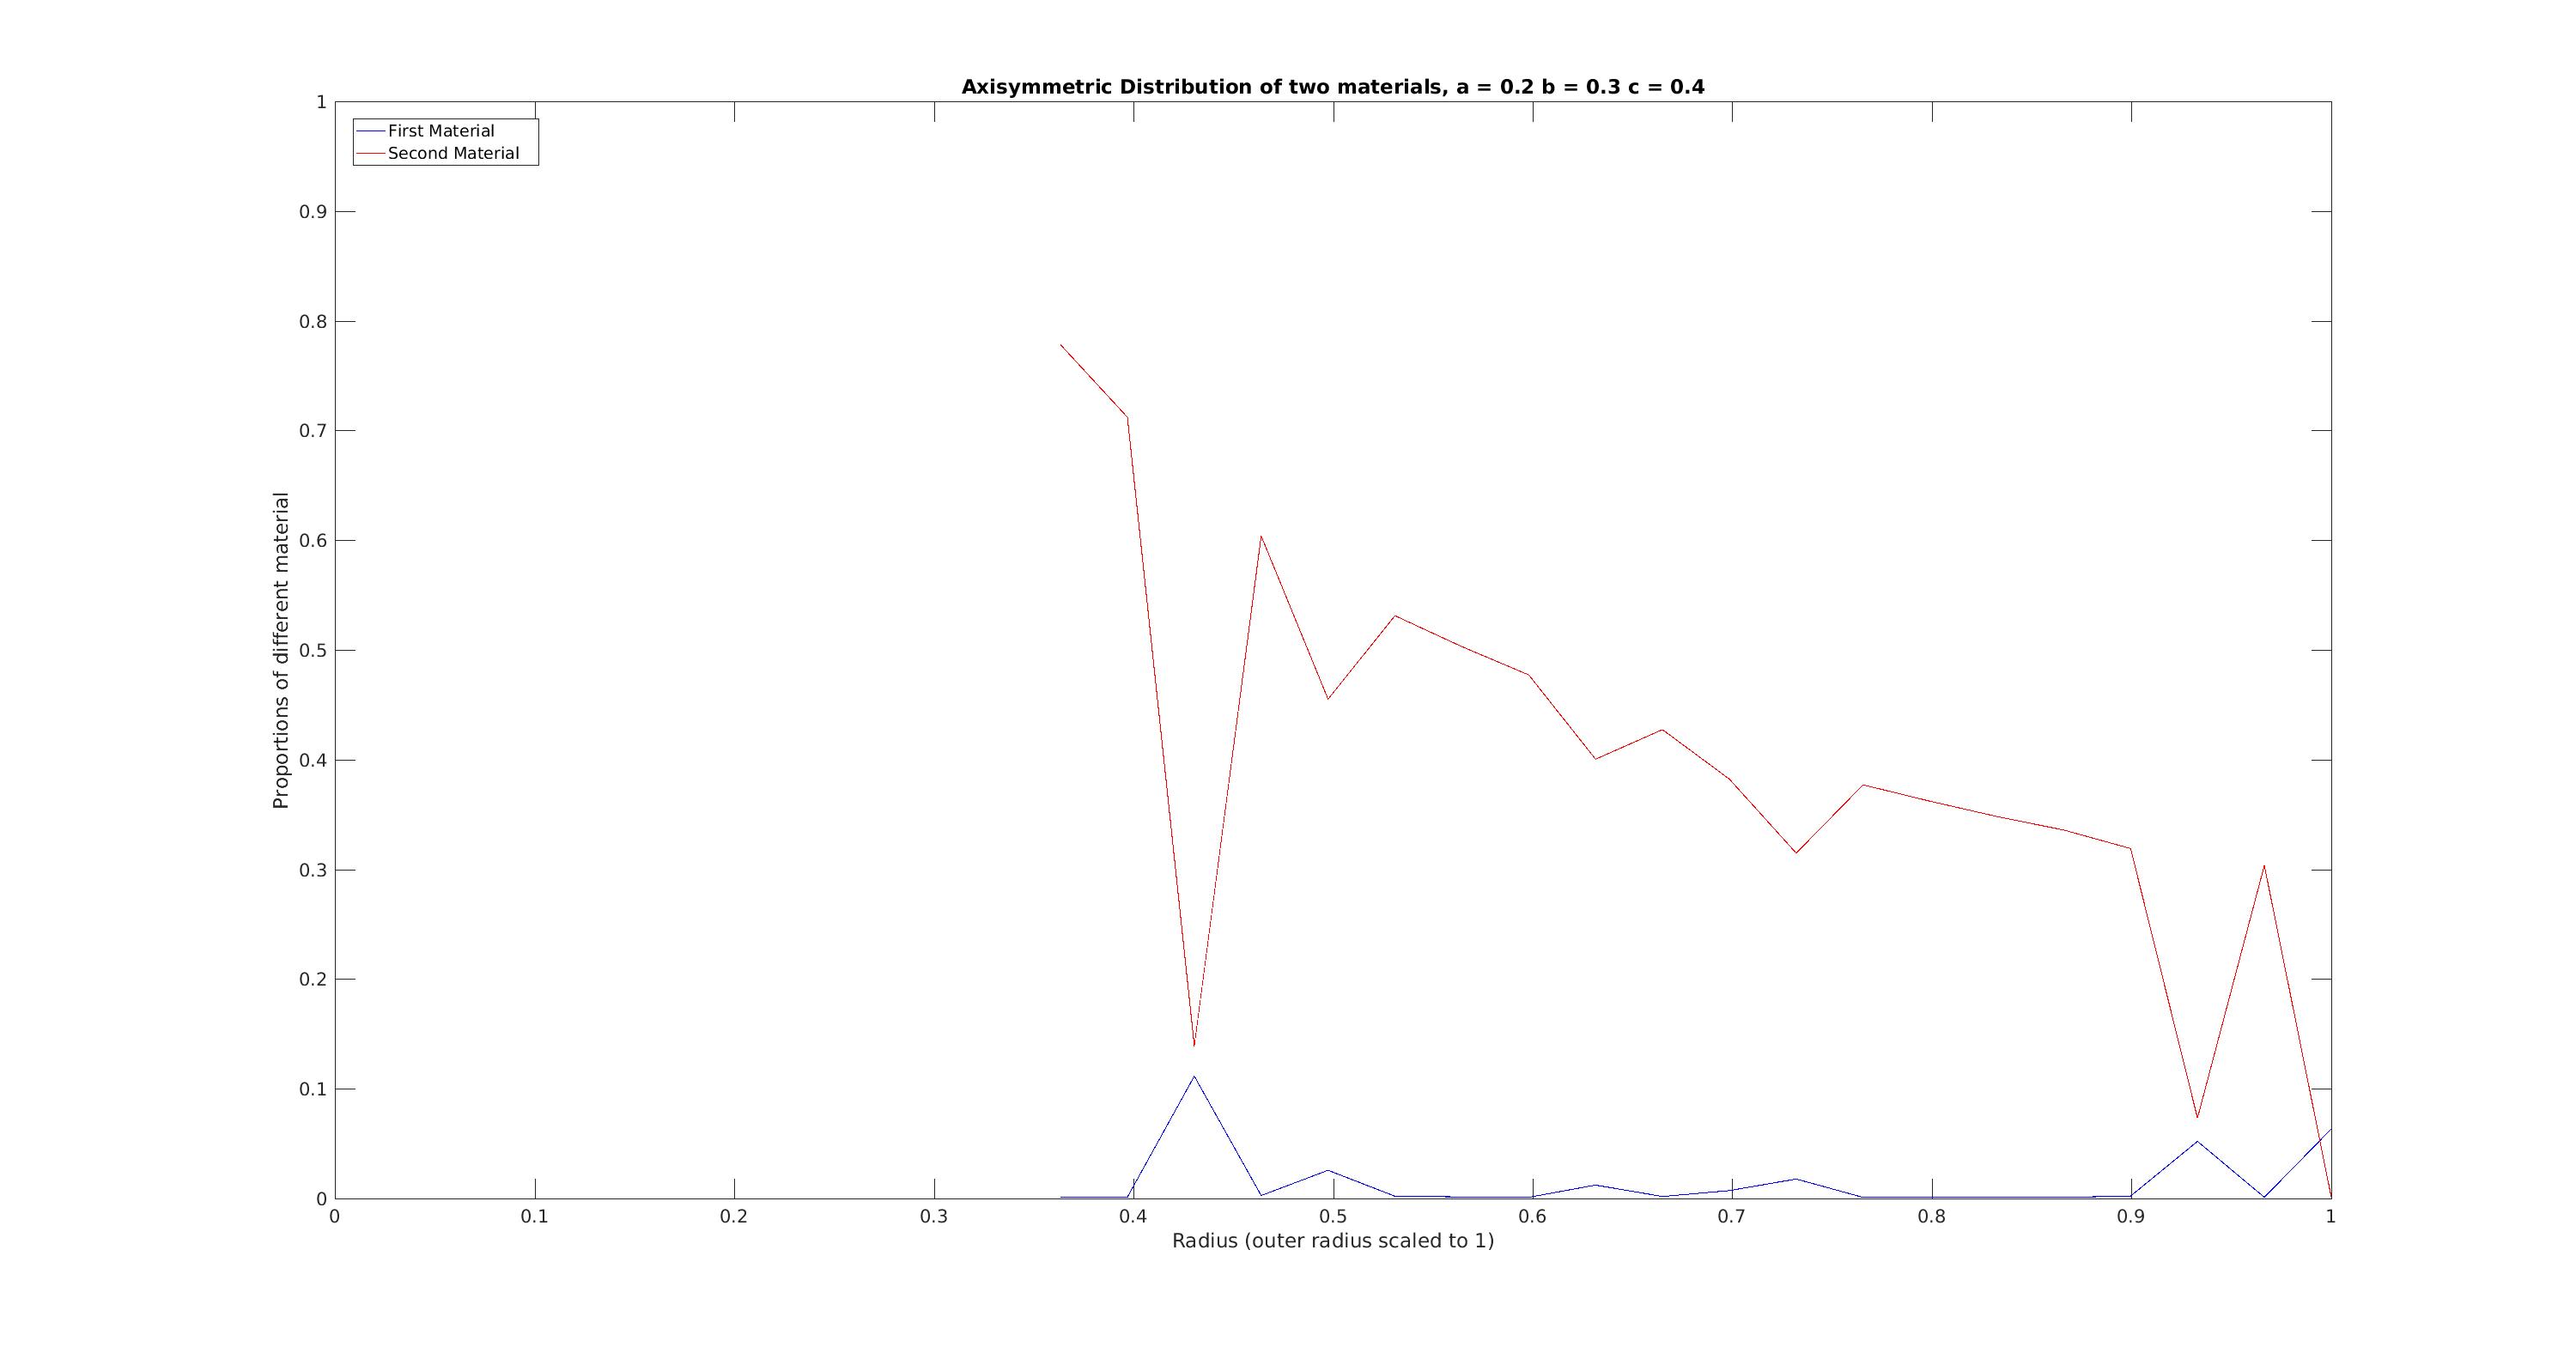 Axisymmetric Distribution of two materials, a = 0.2 b = 0.3 c = 0.4
First Material
Second Material
1
0.9
0.8
0.7
0.6
0.5
0.4
0.3
0.2
0.1
0
Proportions of different material
0 0.1 0.2 0.3 0.4 0.5 0.6 0.7 0.8 0.9 1
Radius (outer radius scaled to 1)